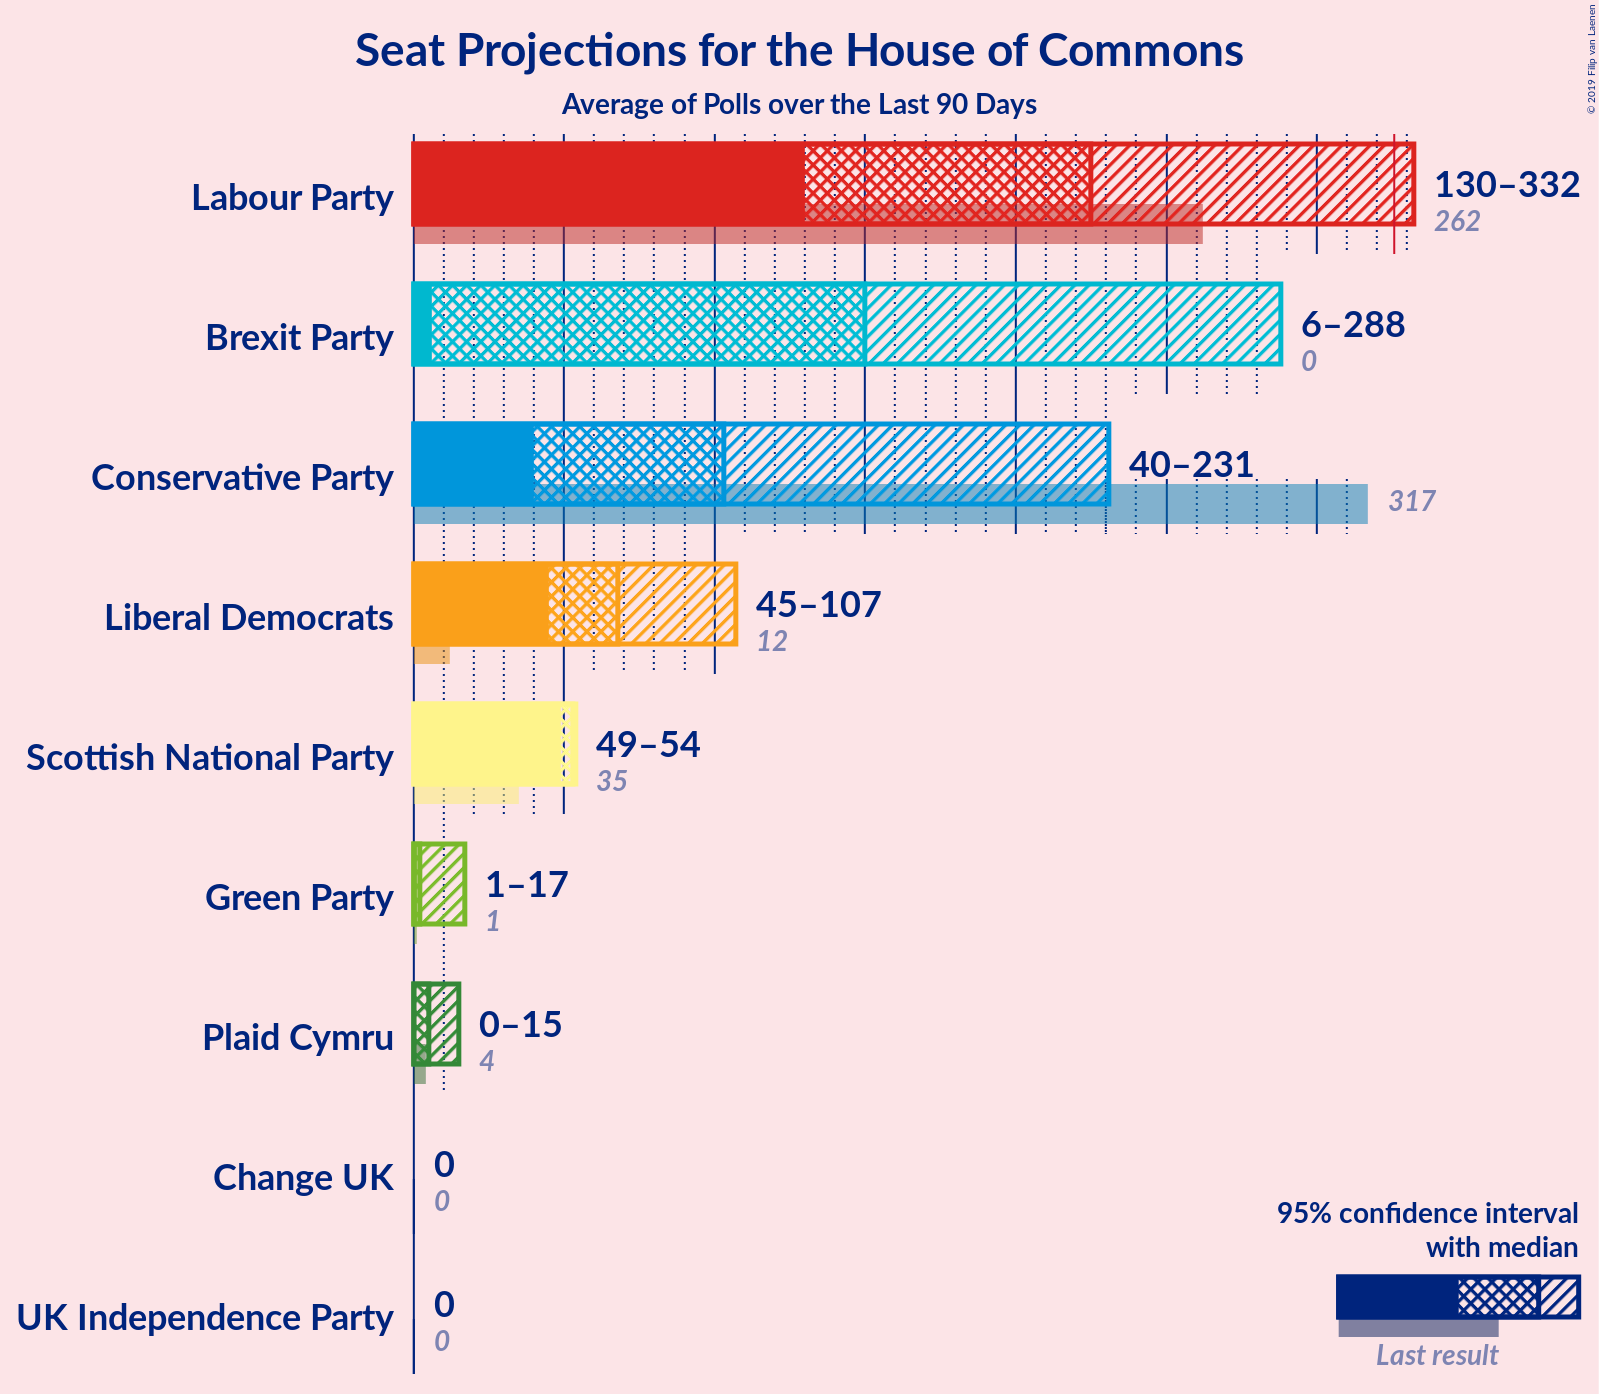 Seat Projections for the House of Commons
Average of Polls over the Last 90 Days
© 2019 Filip van Laenen
Labour Party
130–332
262
Brexit Party
6–288
0
Conservative Party
40–231
317
Liberal Democrats
45–107
12
Scottish National Party
49–54
35
Green Party
1–17
1
Plaid Cymru
0–15
4
Change UK
0
0
UK Independence Party
0
0
95% confidence interval
with median
Last result